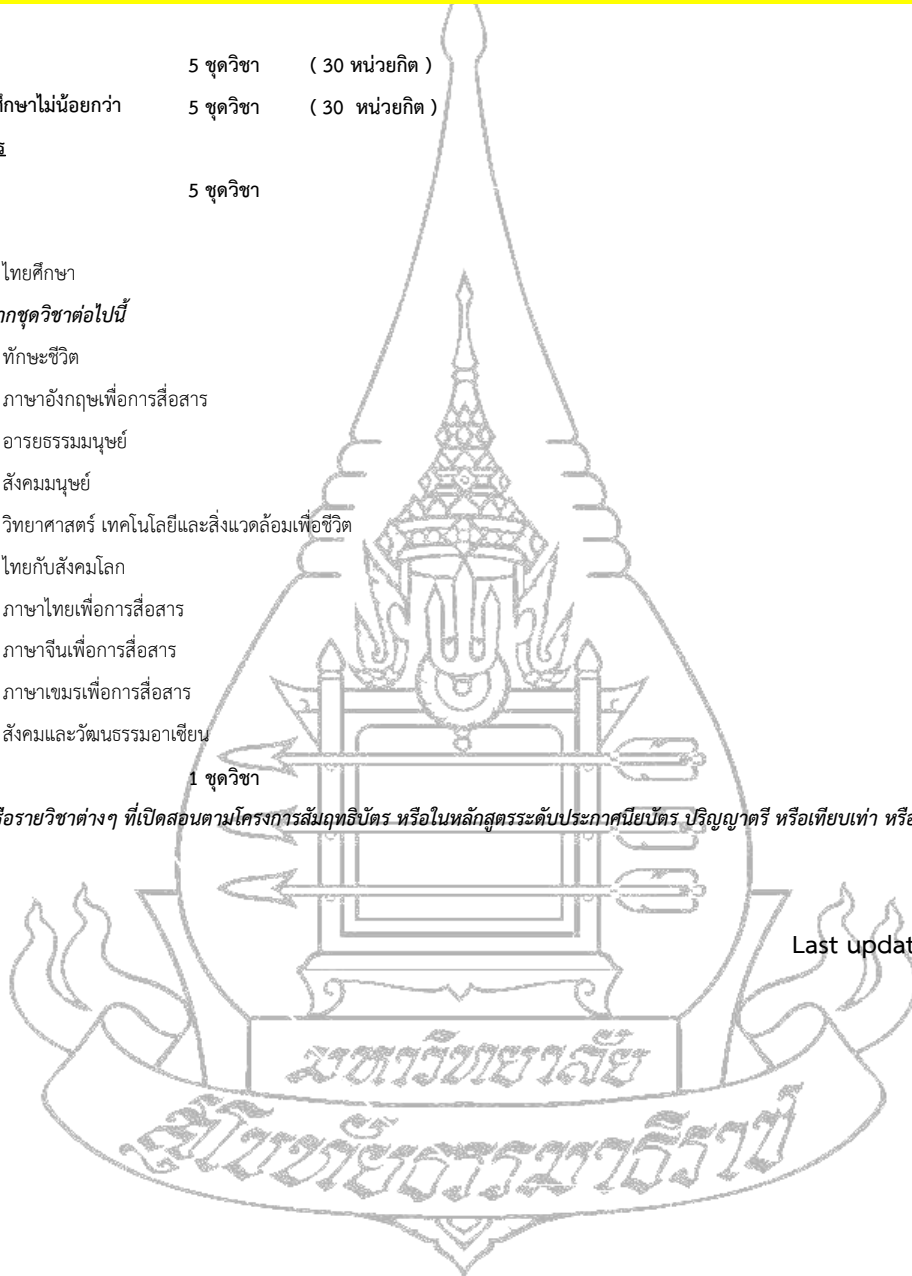 5 ชุดวิชา ( 30 หน่วยกิต )
ศึกษาไม่น้อยกว่า 5 ชุดวิชา ( 30 หน่วยกิต )
ร
5 ชุดวิชา
ไทยศึกษา
ากชุดวิชาต่อไปนี้
ทักษะชีวิต
ภาษาอังกฤษเพื่อการสื่อสาร
อารยธรรมมนุษย์
สังคมมนุษย์
วิทยาศาสตร์ เทคโนโลยีและสิ่งแวดล้อมเพื่อชีวิต
ไทยกับสังคมโลก
ภาษาไทยเพื่อการสื่อสาร
ภาษาจีนเพื่อการสื่อสาร
ภาษาเขมรเพื่อการสื่อสาร
สังคมและวัฒนธรรมอาเซียน
1 ชุดวิชา
รือรายวิชาต่างๆ ที่เปิดสอนตามโครงการสัมฤทธิบัตร หรือในหลักสูตรระดับประกาศนียบัตร ปริญญาตรี หรือเทียบเท่า หรือ
Last updat
มหาวิทยาลัย
สุโขทัยธรรมาธิราช